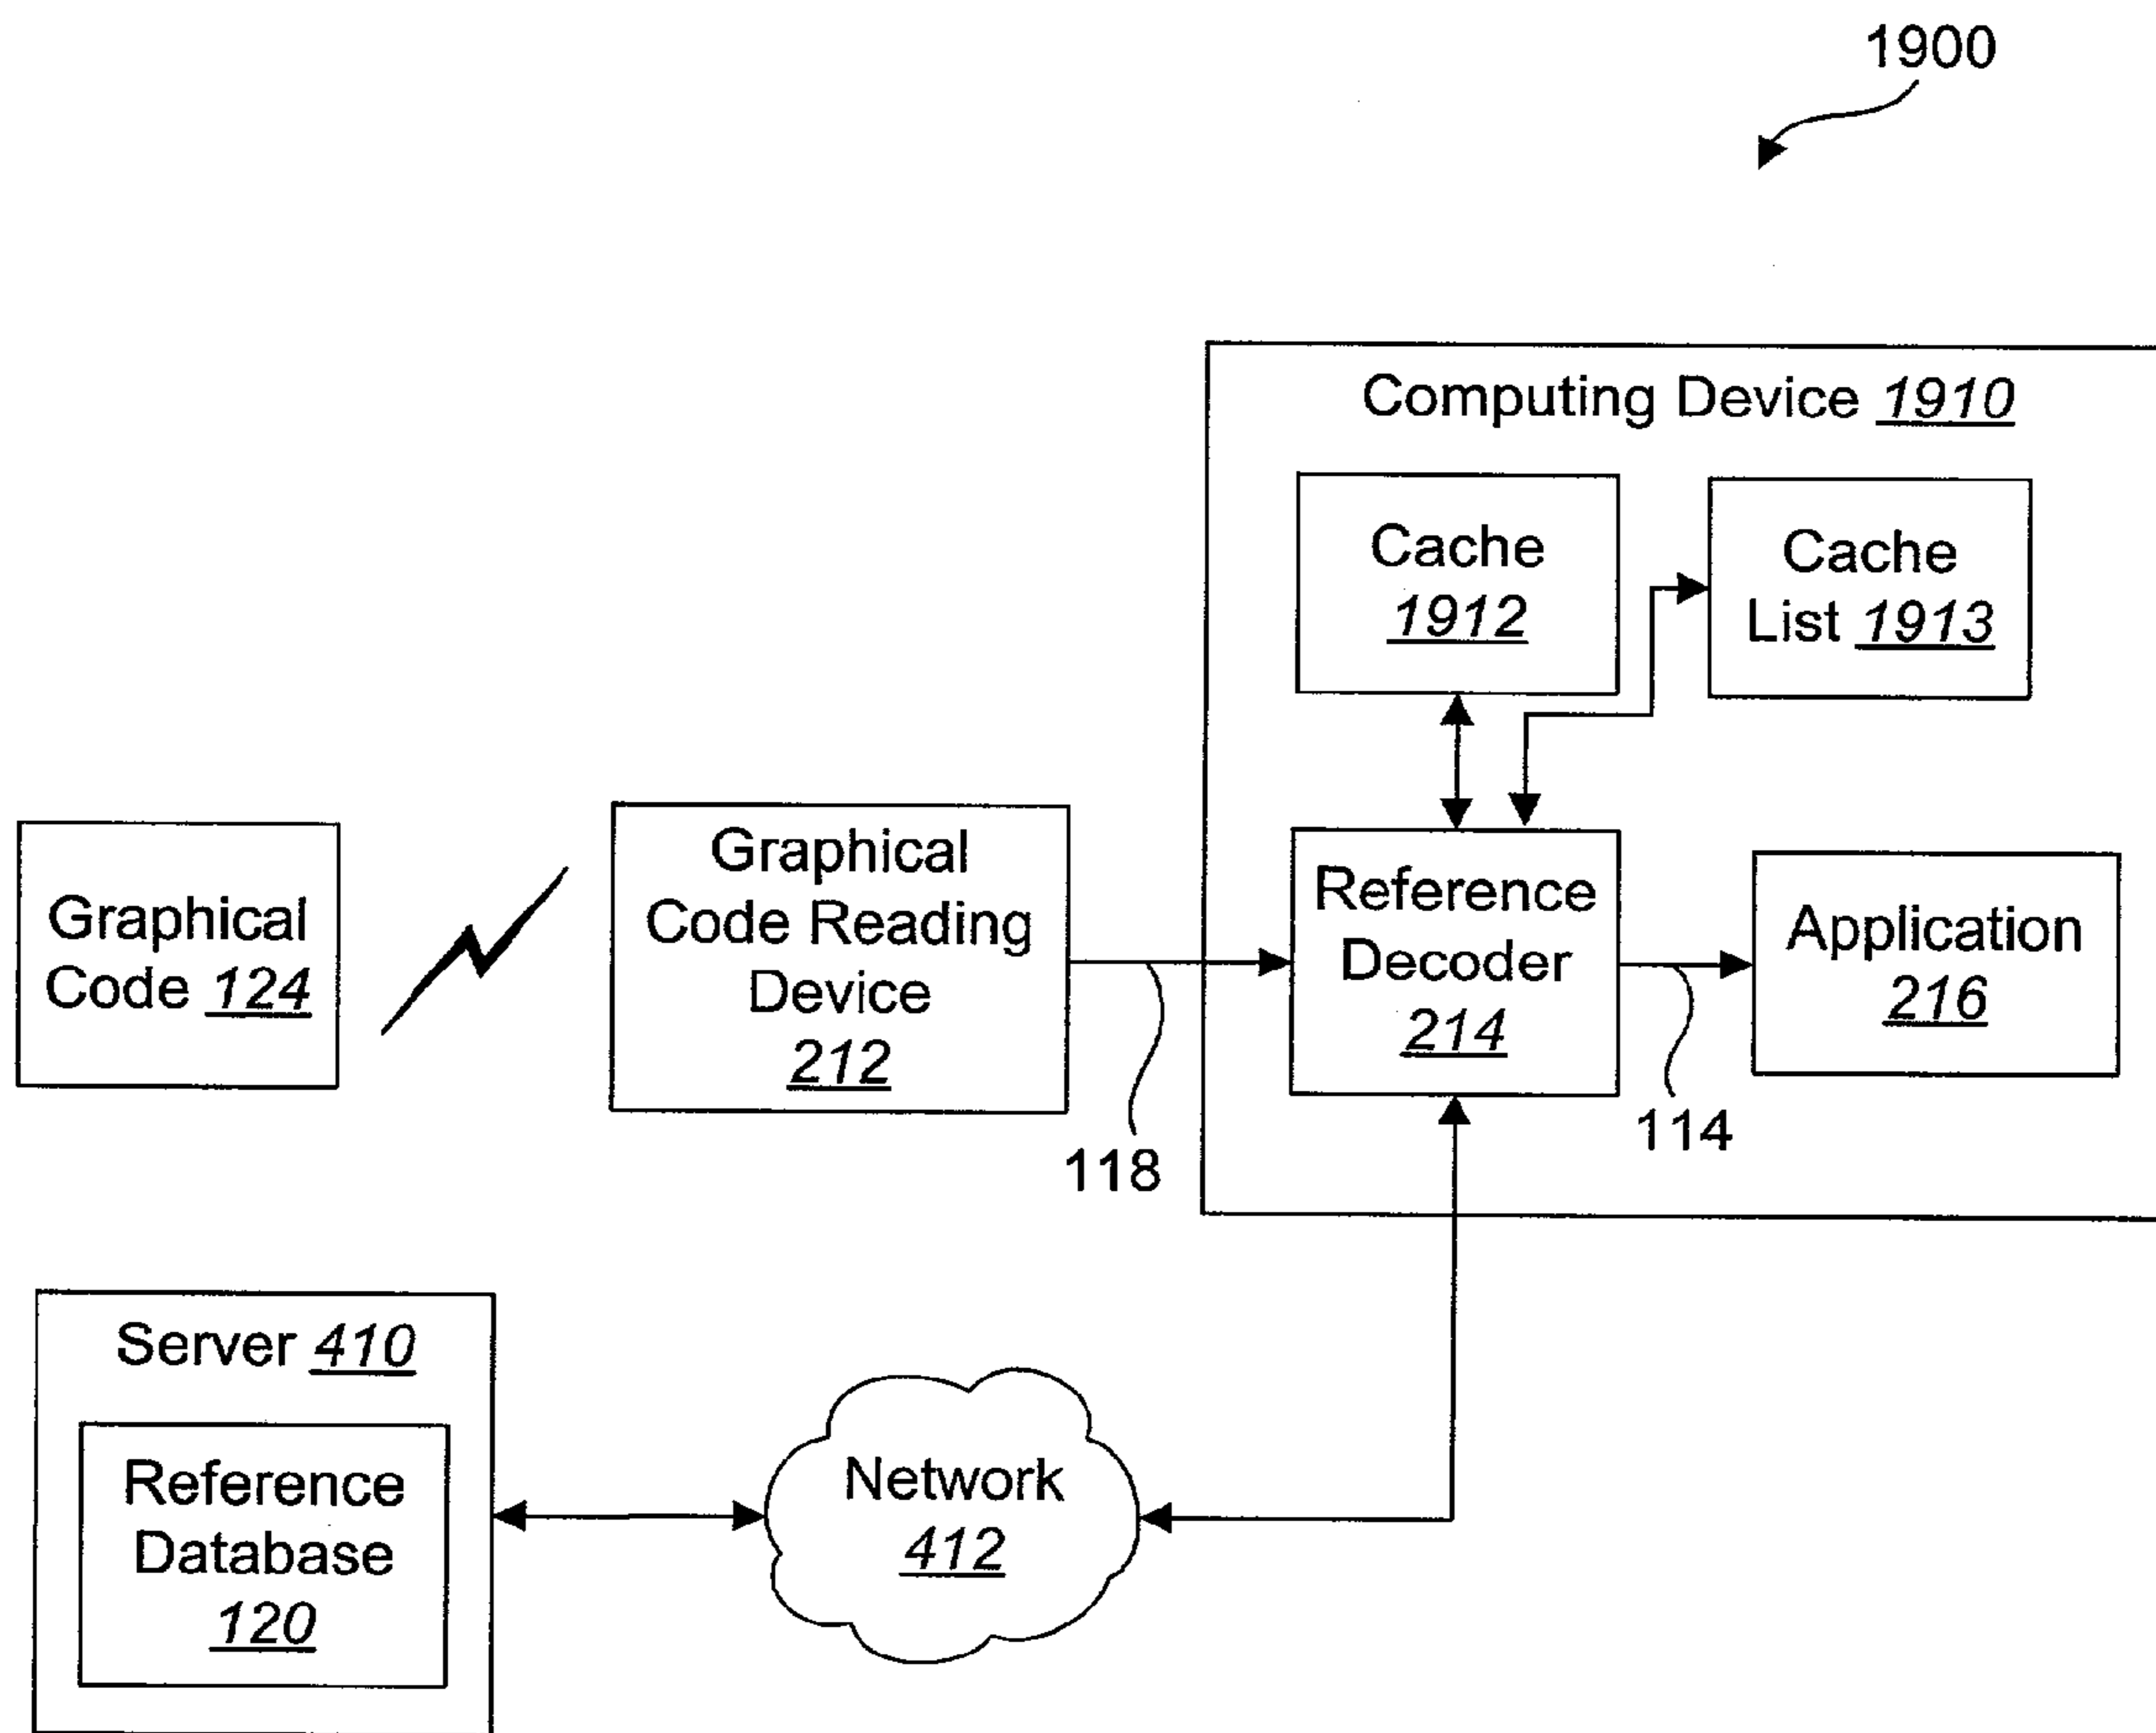 1900
Computing Device 1910
Cache
1912
Cache
List 1913
Graphical
Code 124
Graphical
Code Reading
Device
212
Reference
Decoder
214
Application
216
118
114
Server 410
Reference
Database
120
Network
412